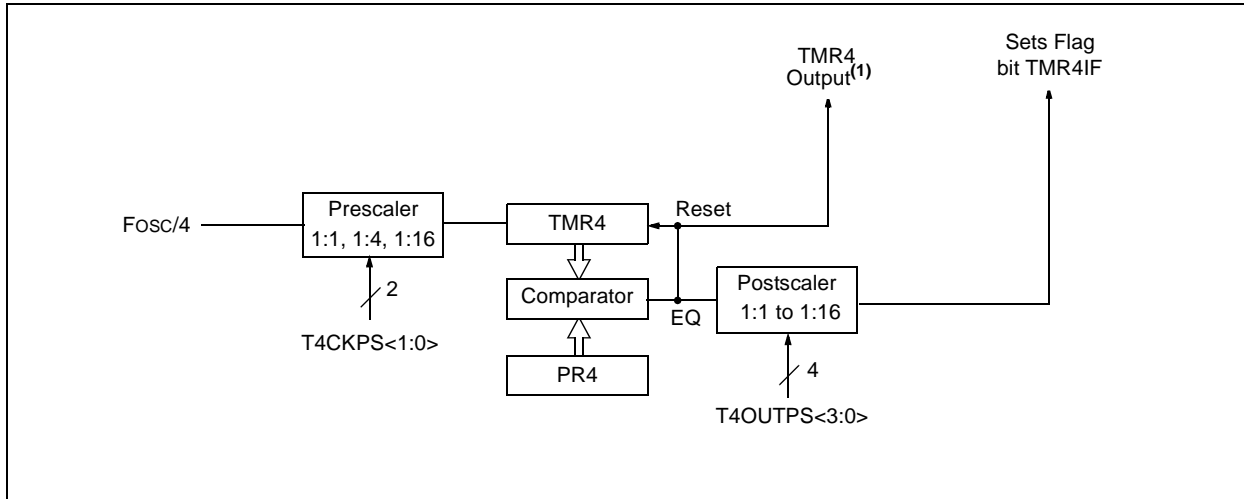 TMR4
Output(1)
Sets Flag
bit TMR4IF
FOSC/4
Prescaler
1:1, 1:4, 1:16
TMR4
Reset
2
Comparator
EQ
Postscaler
1:1 to 1:16
T4CKPS<1:0>
PR4
4
T4OUTPS<3:0>